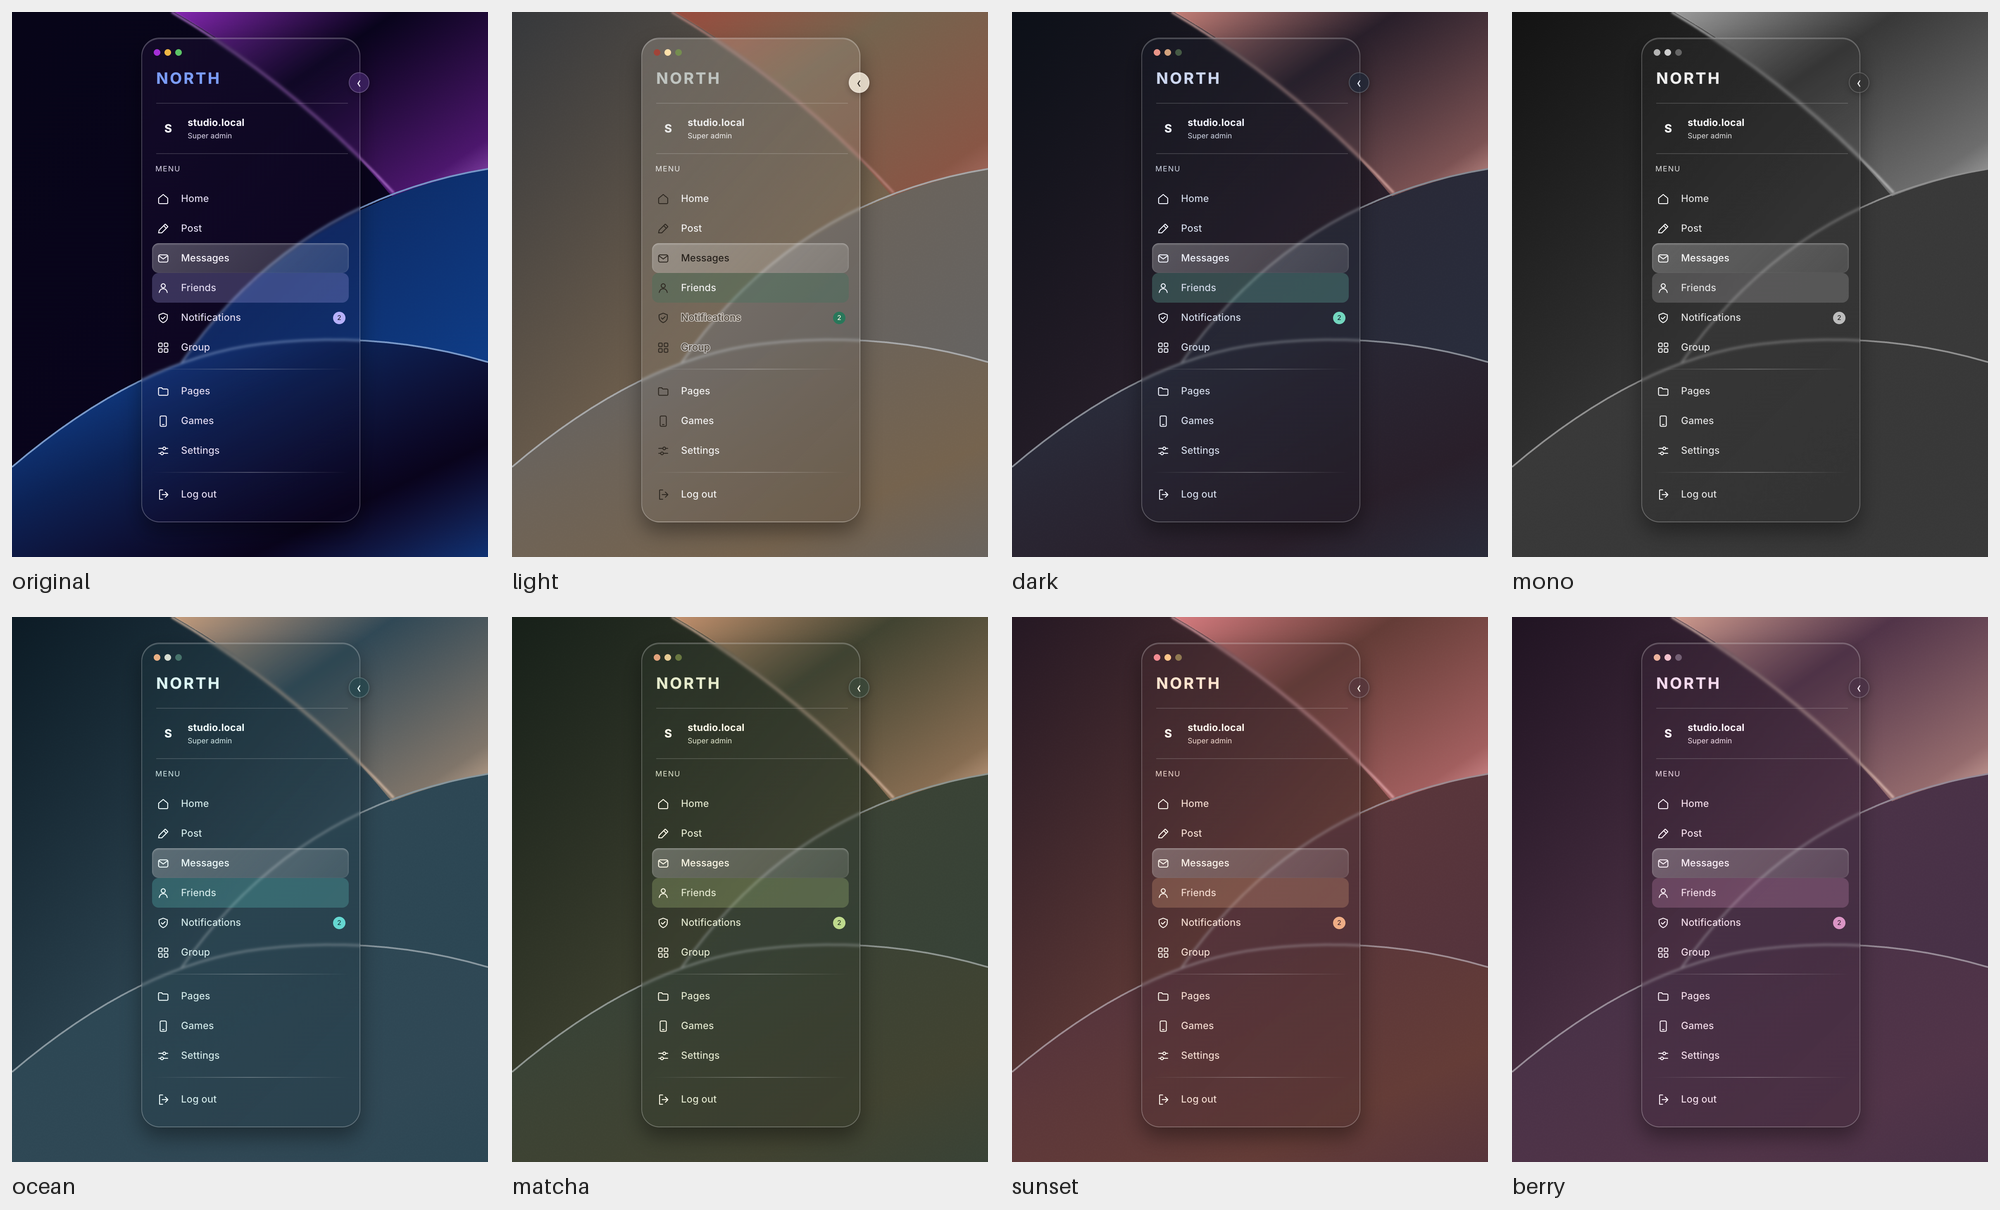 NORTH
S
studio.local
Super admin
MENU
Home
Post
Messages
Friends
Notifications 2
Group
Pages
Games
Settings
Log out
original
NORTH
S
studio.local
Super admin
MENU
Home
Post
Messages
Friends
Notifications 2
Group
Pages
Games
Settings
Log out
light
NORTH
S
studio.local
Super admin
MENU
Home
Post
Messages
Friends
Notifications 2
Group
Pages
Games
Settings
Log out
dark
NORTH
S
studio.local
Super admin
MENU
Home
Post
Messages
Friends
Notifications 2
Group
Pages
Games
Settings
Log out
mono
NORTH
S
studio.local
Super admin
MENU
Home
Post
Messages
Friends
Notifications 2
Group
Pages
Games
Settings
Log out
ocean
NORTH
S
studio.local
Super admin
MENU
Home
Post
Messages
Friends
Notifications 2
Group
Pages
Games
Settings
Log out
matcha
NORTH
S
studio.local
Super admin
MENU
Home
Post
Messages
Friends
Notifications 2
Group
Pages
Games
Settings
Log out
sunset
NORTH
S
studio.local
Super admin
MENU
Home
Post
Messages
Friends
Notifications 2
Group
Pages
Games
Settings
Log out
berry